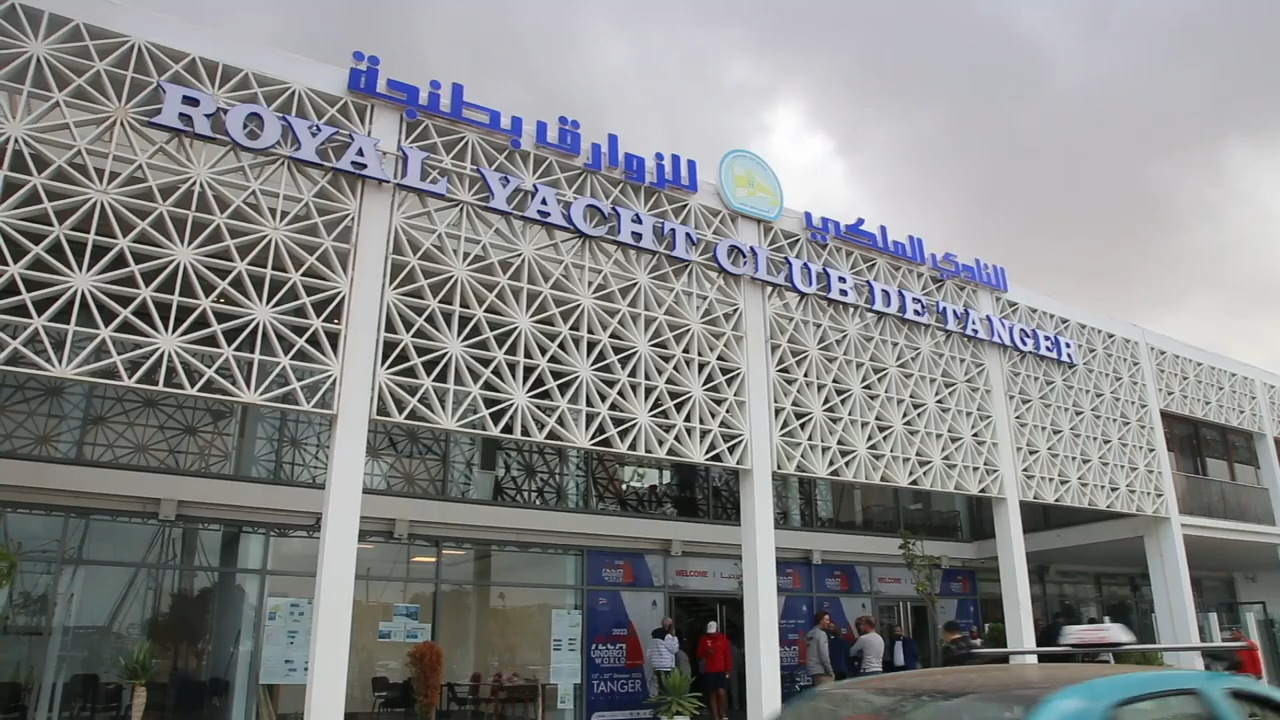 النادي الملكي للزوارق بطنجة
ROYAL YACHT CLUB DE TANGER
WELCOME
2023
UNDER21
WORLD
TANGER